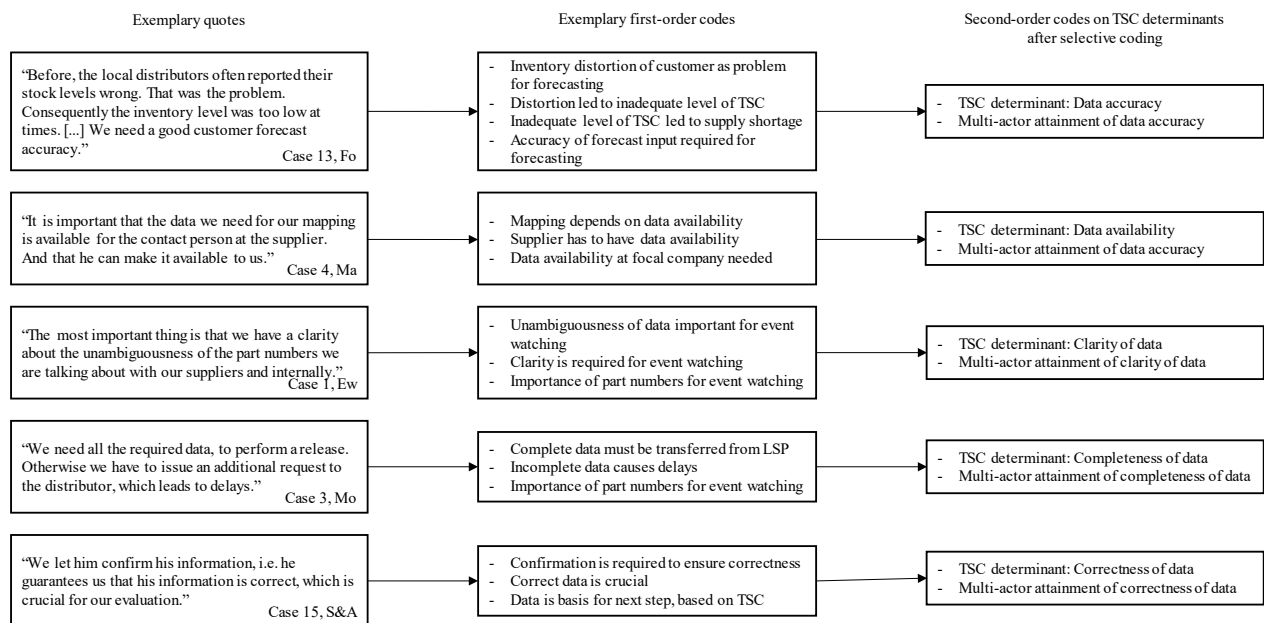 Exemplary quotes
Exemplary first-order codes
Second-order codes on TSC determinants
after selective coding
“Before, the local distributors often reported their
stock levels wrong. That was the problem.
Consequently the inventory level was too low at
times. [...] We need a good customer forecast
accuracy.”
Case 13, Fo
- Inventory distortion of customer as problem
for forecasting
- Distortion led to inadequate level of TSC
- Inadequate level of TSC led to supply shortage
- Accuracy of forecast input required for
forecasting
- TSC determinant: Data accuracy
- Multi-actor attainment of data accuracy
“It is important that the data we need for our mapping
is available for the contact person at the supplier.
And that he can make it available to us.”
Case 4, Ma
- Mapping depends on data availability
- Supplier has to have data availability
- Data availability at focal company needed
- TSC determinant: Data availability
- Multi-actor attainment of data accuracy
“The most important thing is that we have a clarity
about the unambiguousness of the part numbers we
are talking about with our suppliers and internally.”
Case 1, Ew
- Unambiguousness of data important for event
watching
- Clarity is required for event watching
- Importance of part numbers for event watching
- TSC determinant: Clarity of data
- Multi-actor attainment of clarity of data
“We need all the required data, to perform a release.
Otherwise we have to issue an additional request to
the distributor, which leads to delays.”
Case 3, Mo
- Complete data must be transferred from LSP
- Incomplete data causes delays
- Importance of part numbers for event watching
- TSC determinant: Completeness of data
- Multi-actor attainment of completeness of data
“We let him confirm his information, i.e. he
guarantees us that his information is correct, which is
crucial for our evaluation.”
Case 15, S&A
- Confirmation is required to ensure correctness
- Correct data is crucial
- Data is basis for next step, based on TSC
- TSC determinant: Correctness of data
- Multi-actor attainment of correctness of data